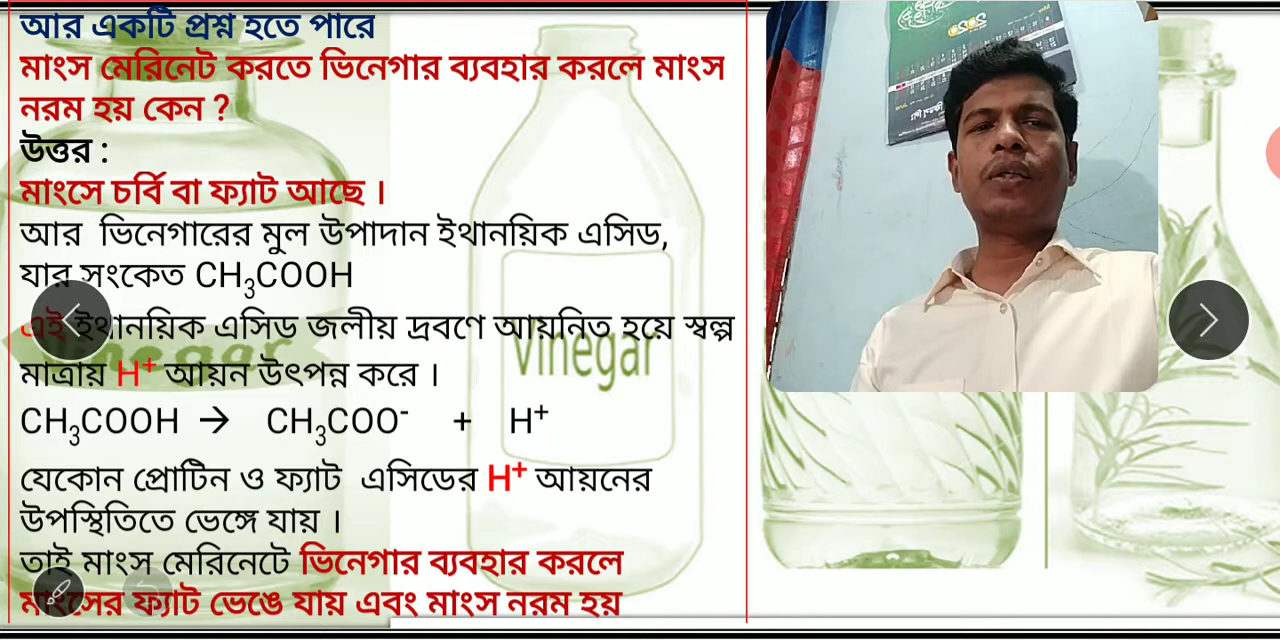 আর একটি প্রশ্ন হতে পারে
মাংস মেরিনেট করতে ভিনেগার ব্যবহার করলে মাংস
নরম হয় কেন ?
উত্তর :
মাংসে চর্বি বা ফ্যাট আছে ।
আর ভিনেগারের মুল উপাদান ইথানয়িক এসিড,
যার সংকেত CH₃COOH
এই ইথানয়িক এসিড জলীয় দ্রবণে আয়নিত হয়ে স্বল্প
মাত্রায় H⁺ আয়ন উৎপন্ন করে ।
CH₃COOH → CH₃COO⁻ + H⁺
যেকোন প্রোটিন ও ফ্যাট এসিডের H⁺ আয়নের
উপস্থিতিতে ভেঙ্গে যায় ।
তাই মাংস মেরিনেটে ভিনেগার ব্যবহার করলে
মাংসের ফ্যাট ভেঙে যায় এবং মাংস নরম হয়
Vinegar
Vinegar